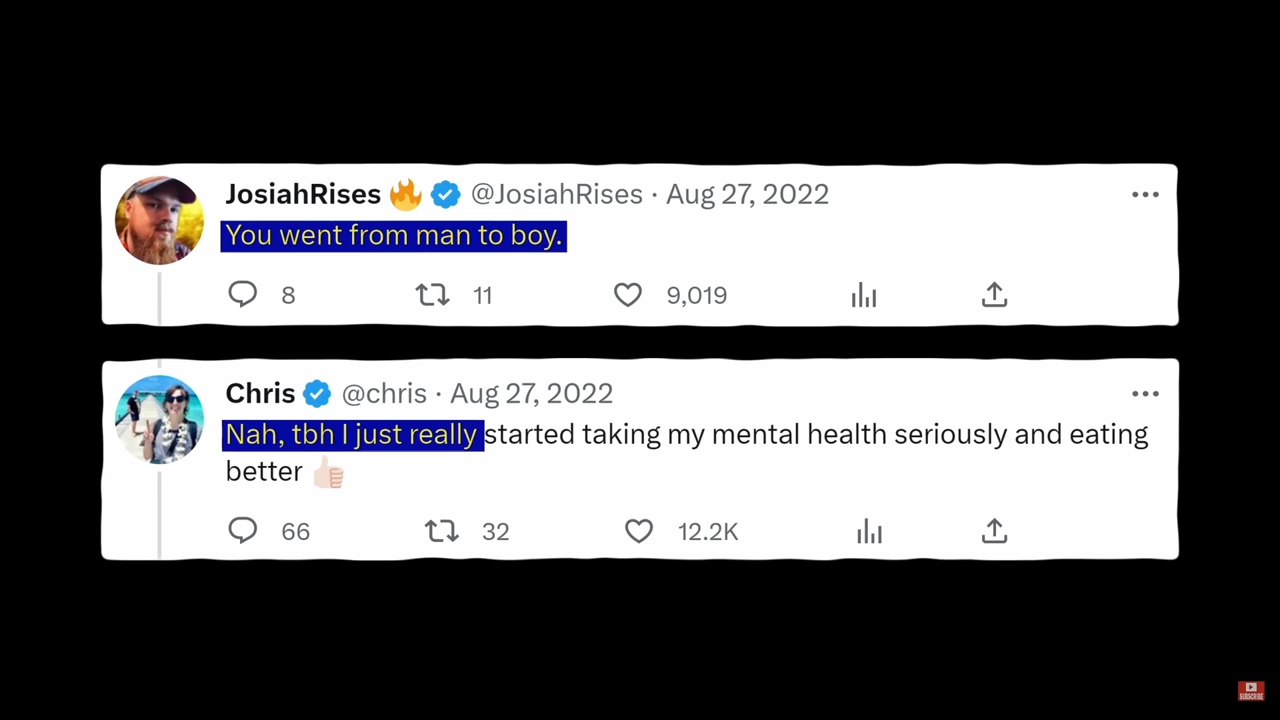 JosiahRises 🔥 @JosiahRises · Aug 27, 2022
You went from man to boy.
8 11 9,019
Chris @chris · Aug 27, 2022
Nah, tbh I just really started taking my mental health seriously and eating
better 👍🏻
66 32 12.2K
SUBSCRIBE